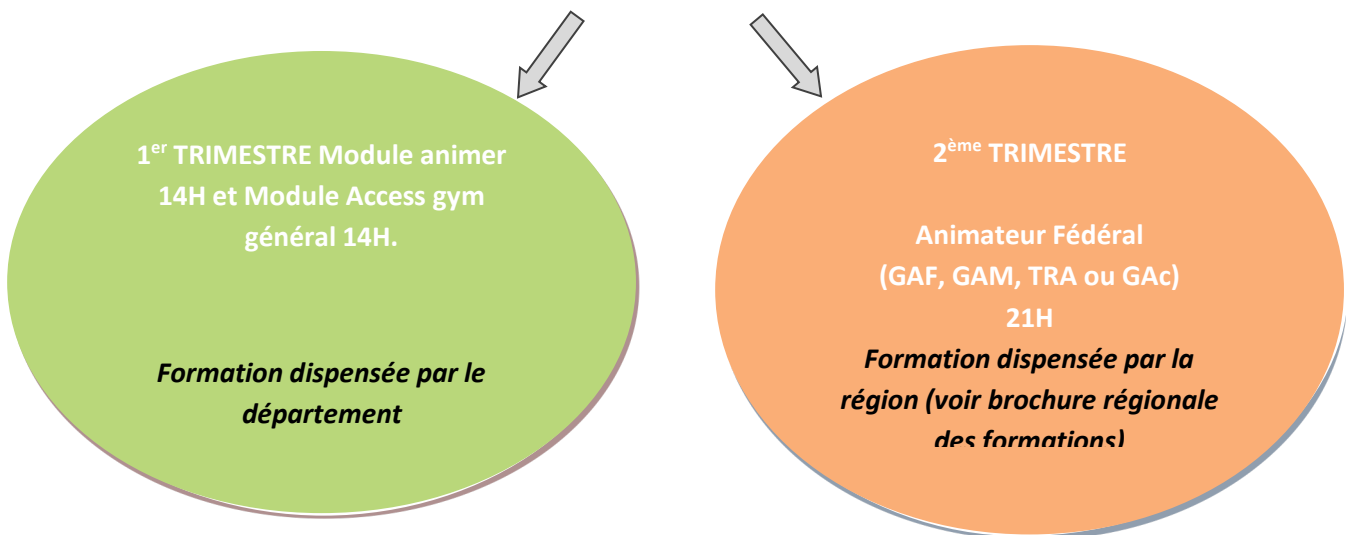 1er TRIMESTRE Module animer
14H et Module Access gym
général 14H.
Formation dispensée par le
département
2ème TRIMESTRE
Animateur Fédéral
(GAF, GAM, TRA ou GAc)
21H
Formation dispensée par la
région (voir brochure régionale
des formations)